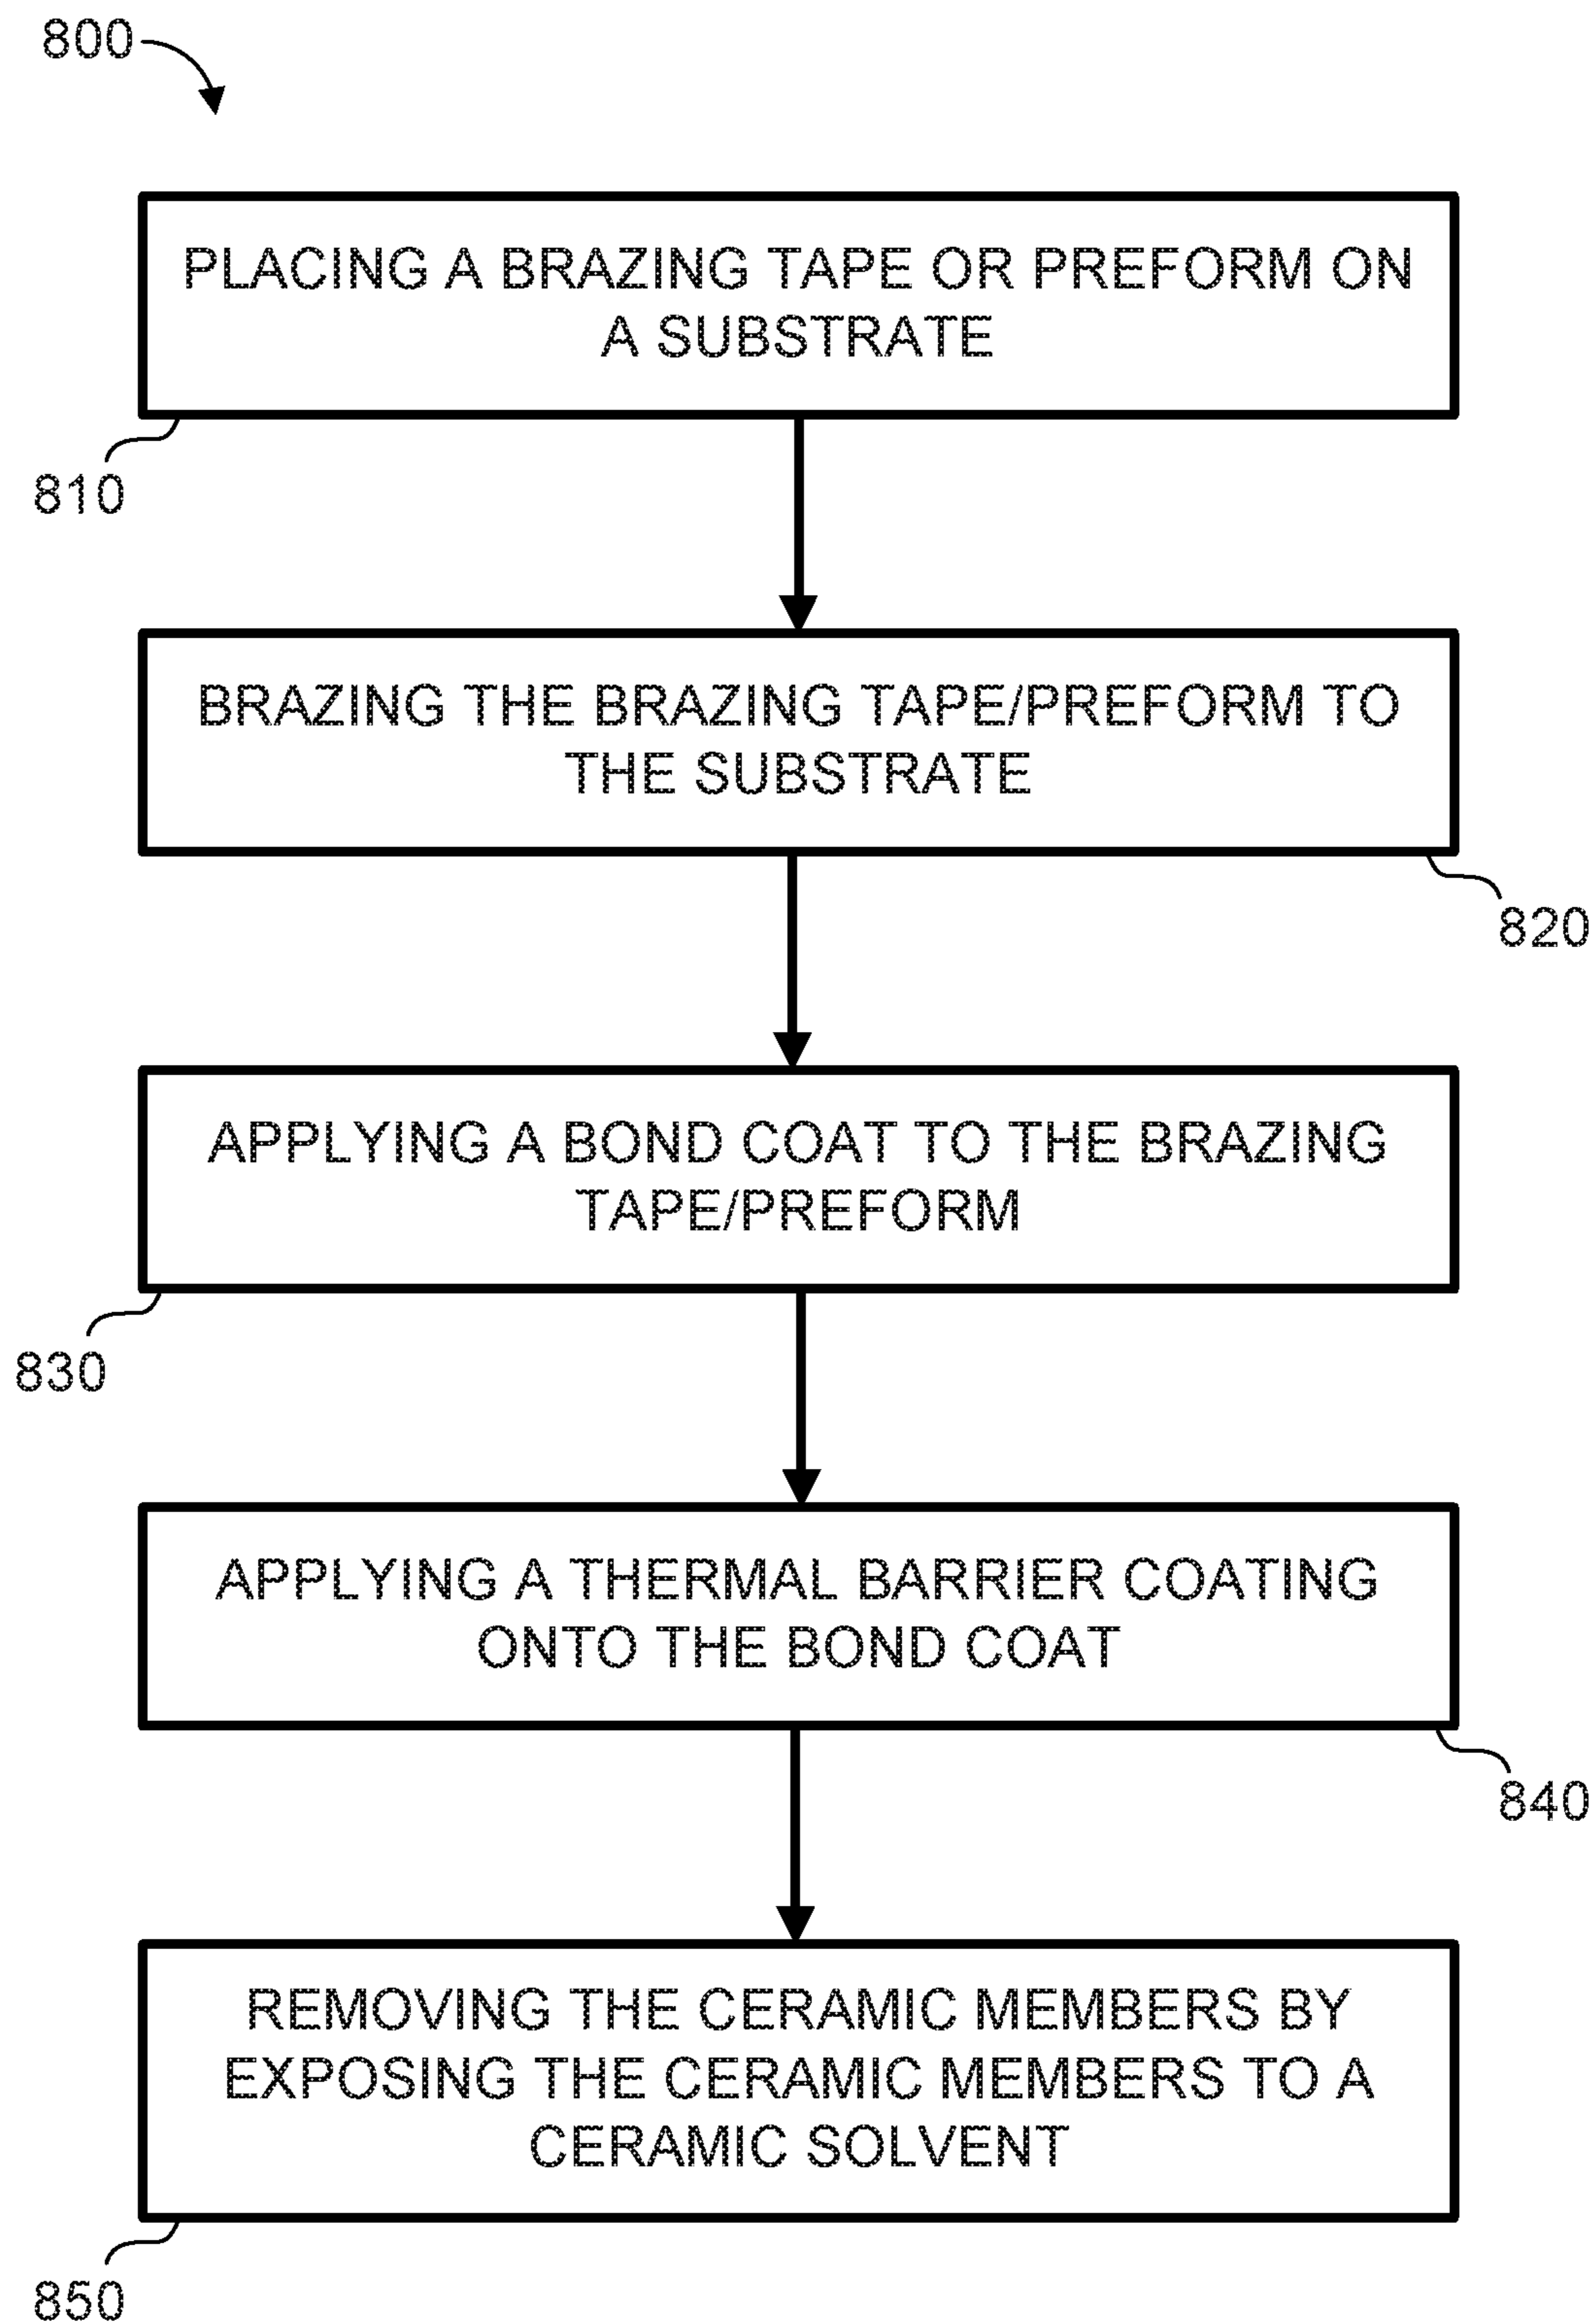 800
PLACING A BRAZING TAPE OR PREFORM ON
A SUBSTRATE
810
BRAZING THE BRAZING TAPE/PREFORM TO
THE SUBSTRATE
820
APPLYING A BOND COAT TO THE BRAZING
TAPE/PREFORM
830
APPLYING A THERMAL BARRIER COATING
ONTO THE BOND COAT
840
REMOVING THE CERAMIC MEMBERS BY
EXPOSING THE CERAMIC MEMBERS TO A
CERAMIC SOLVENT
850